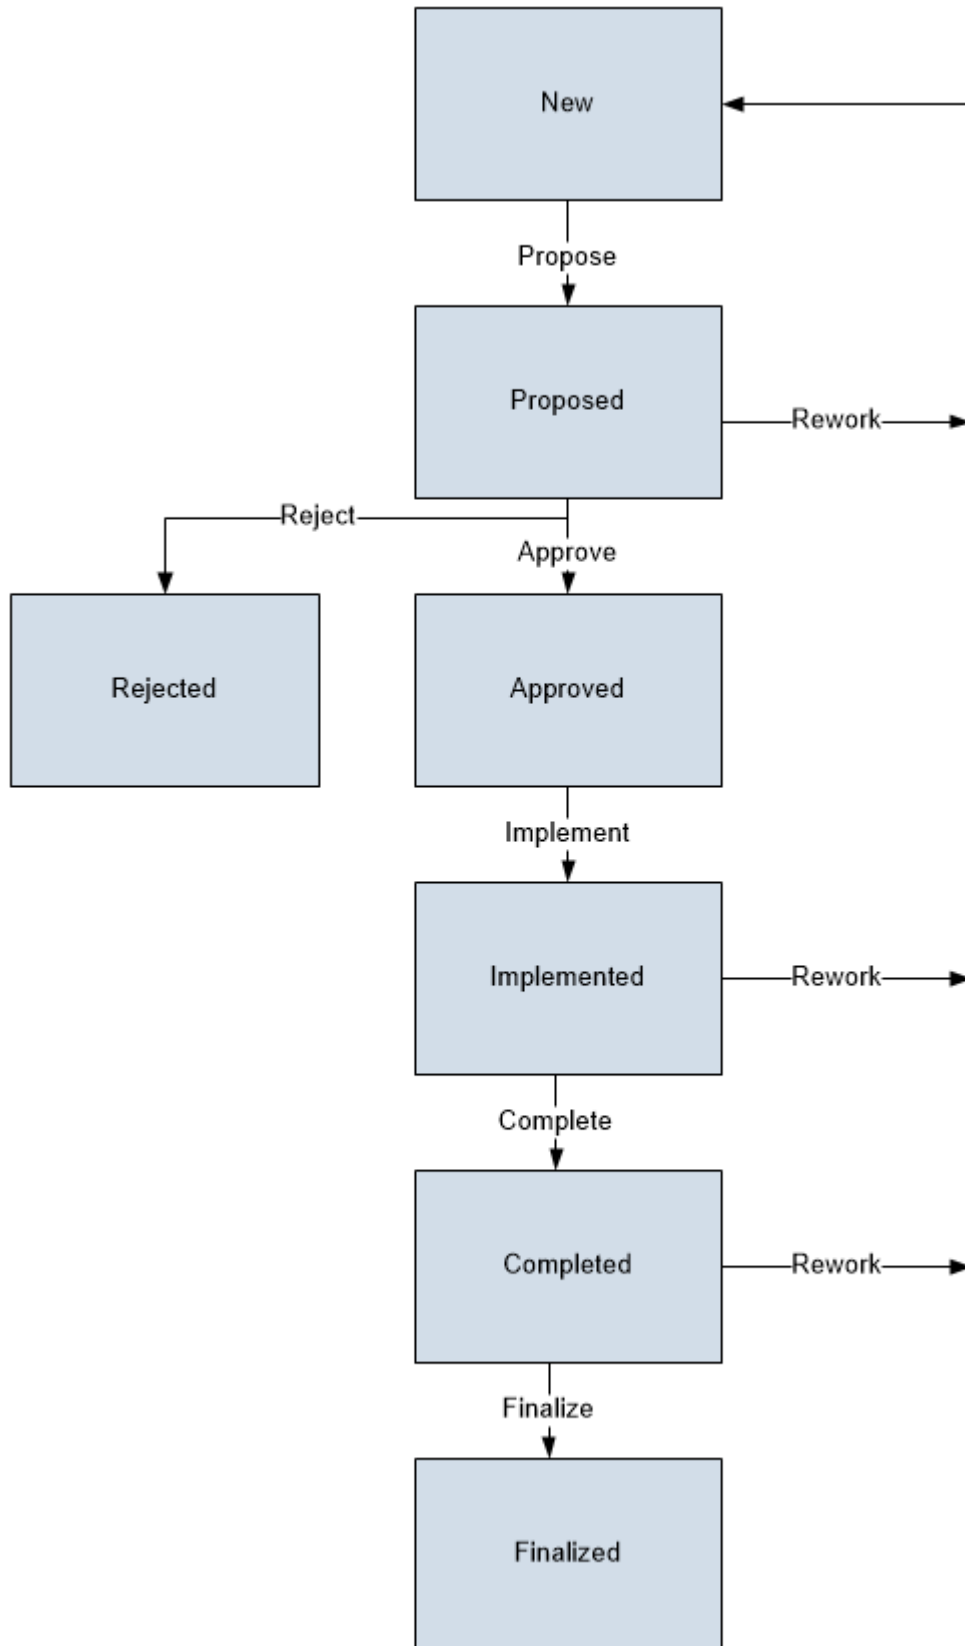 New
Propose
Proposed
Rework
Reject
Approve
Rejected
Approved
Implement
Implemented
Rework
Complete
Completed
Rework
Finalize
Finalized